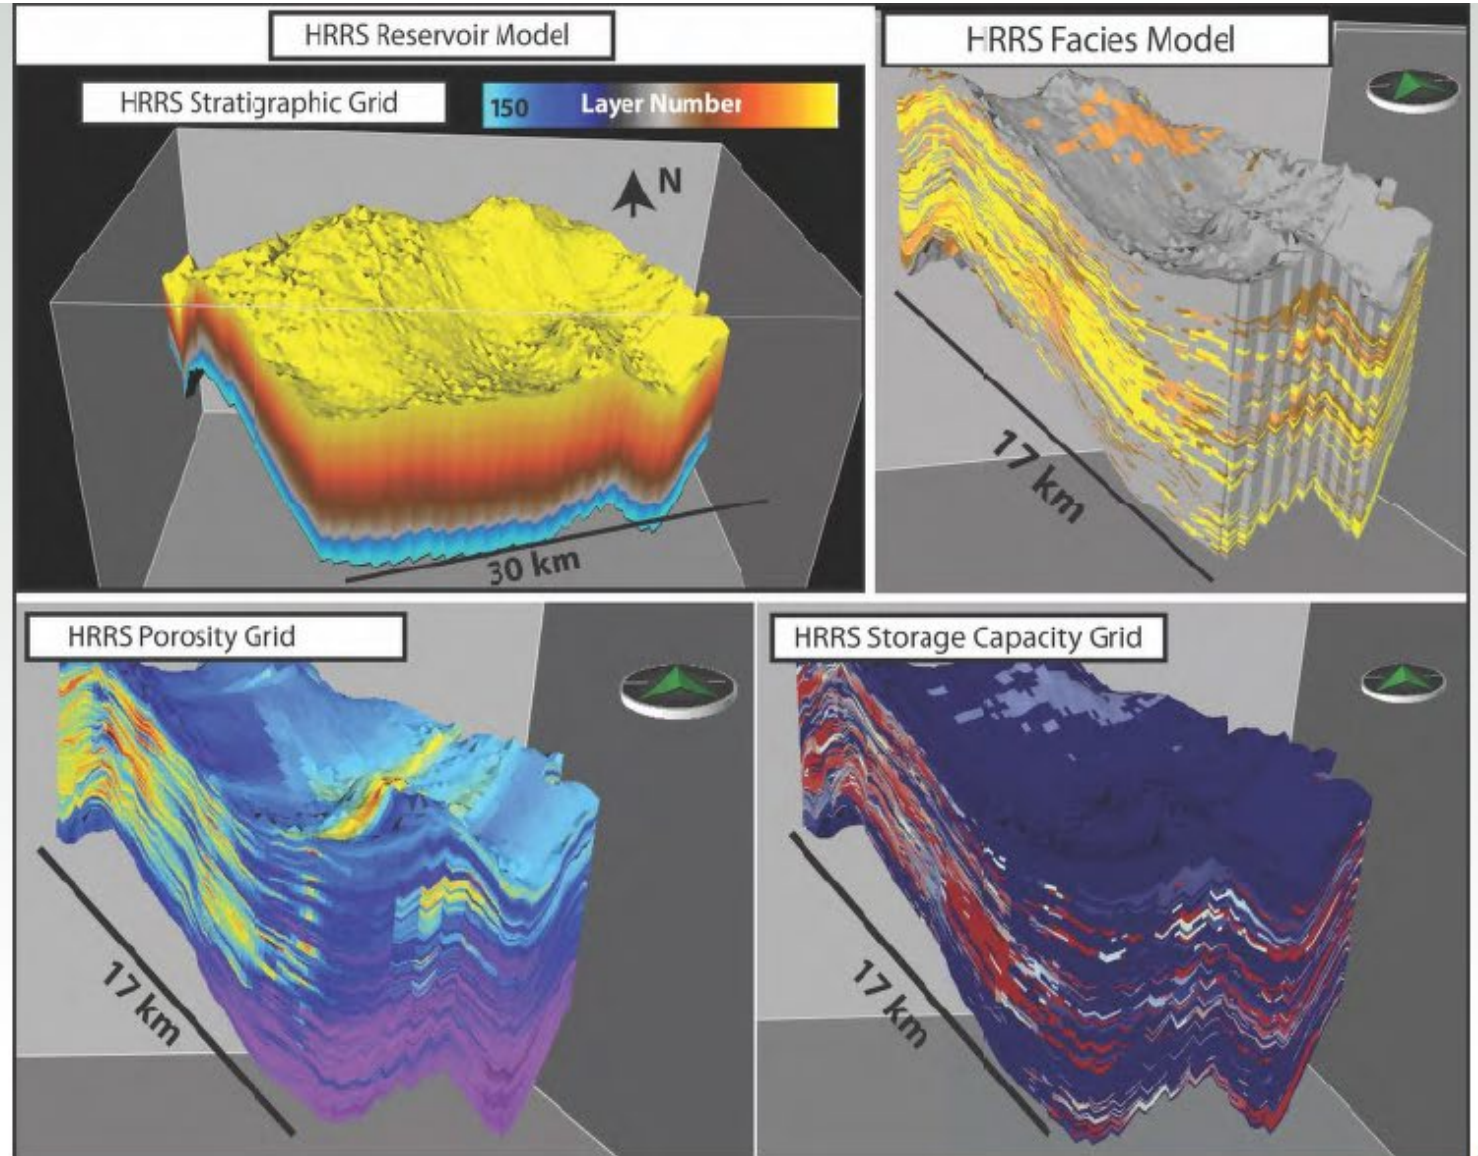 HRRS Reservoir Model
HRRS Stratigraphic Grid
150 Layer Number
N
30 km
HRRS Facies Model
17 km
HRRS Porosity Grid
17 km
HRRS Storage Capacity Grid
17 km